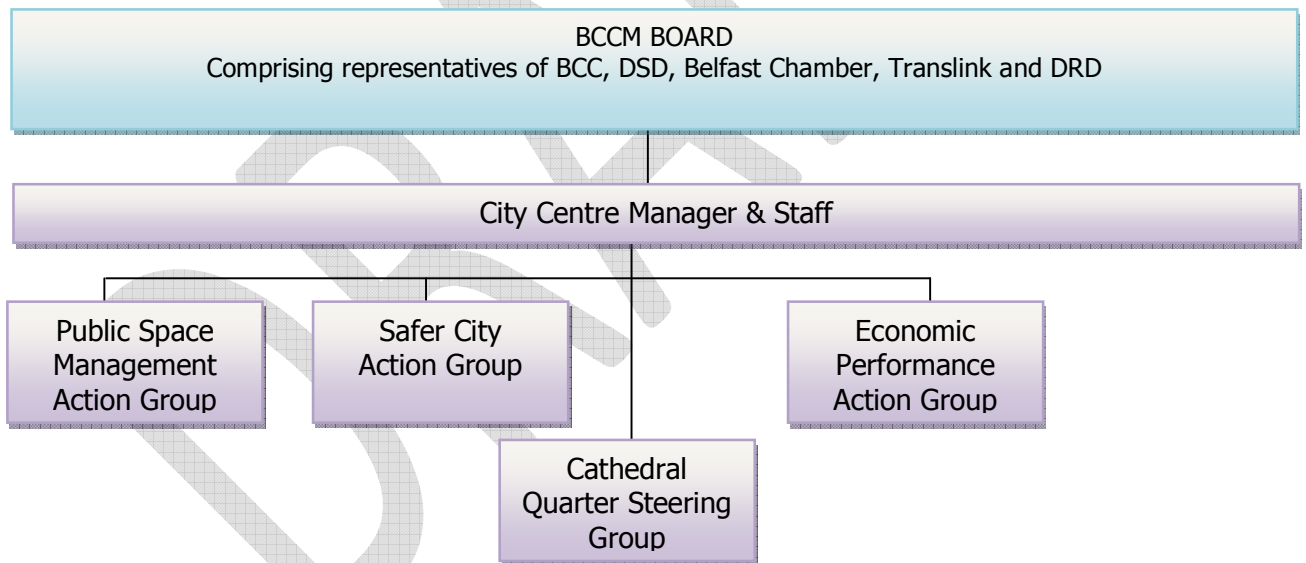 BCCM BOARD
Comprising representatives of BCC, DSD, Belfast Chamber, Translink and DRD
City Centre Manager & Staff
Public Space
Management
Action Group
Safer City
Action Group
Economic
Performance
Action Group
Cathedral
Quarter Steering
Group